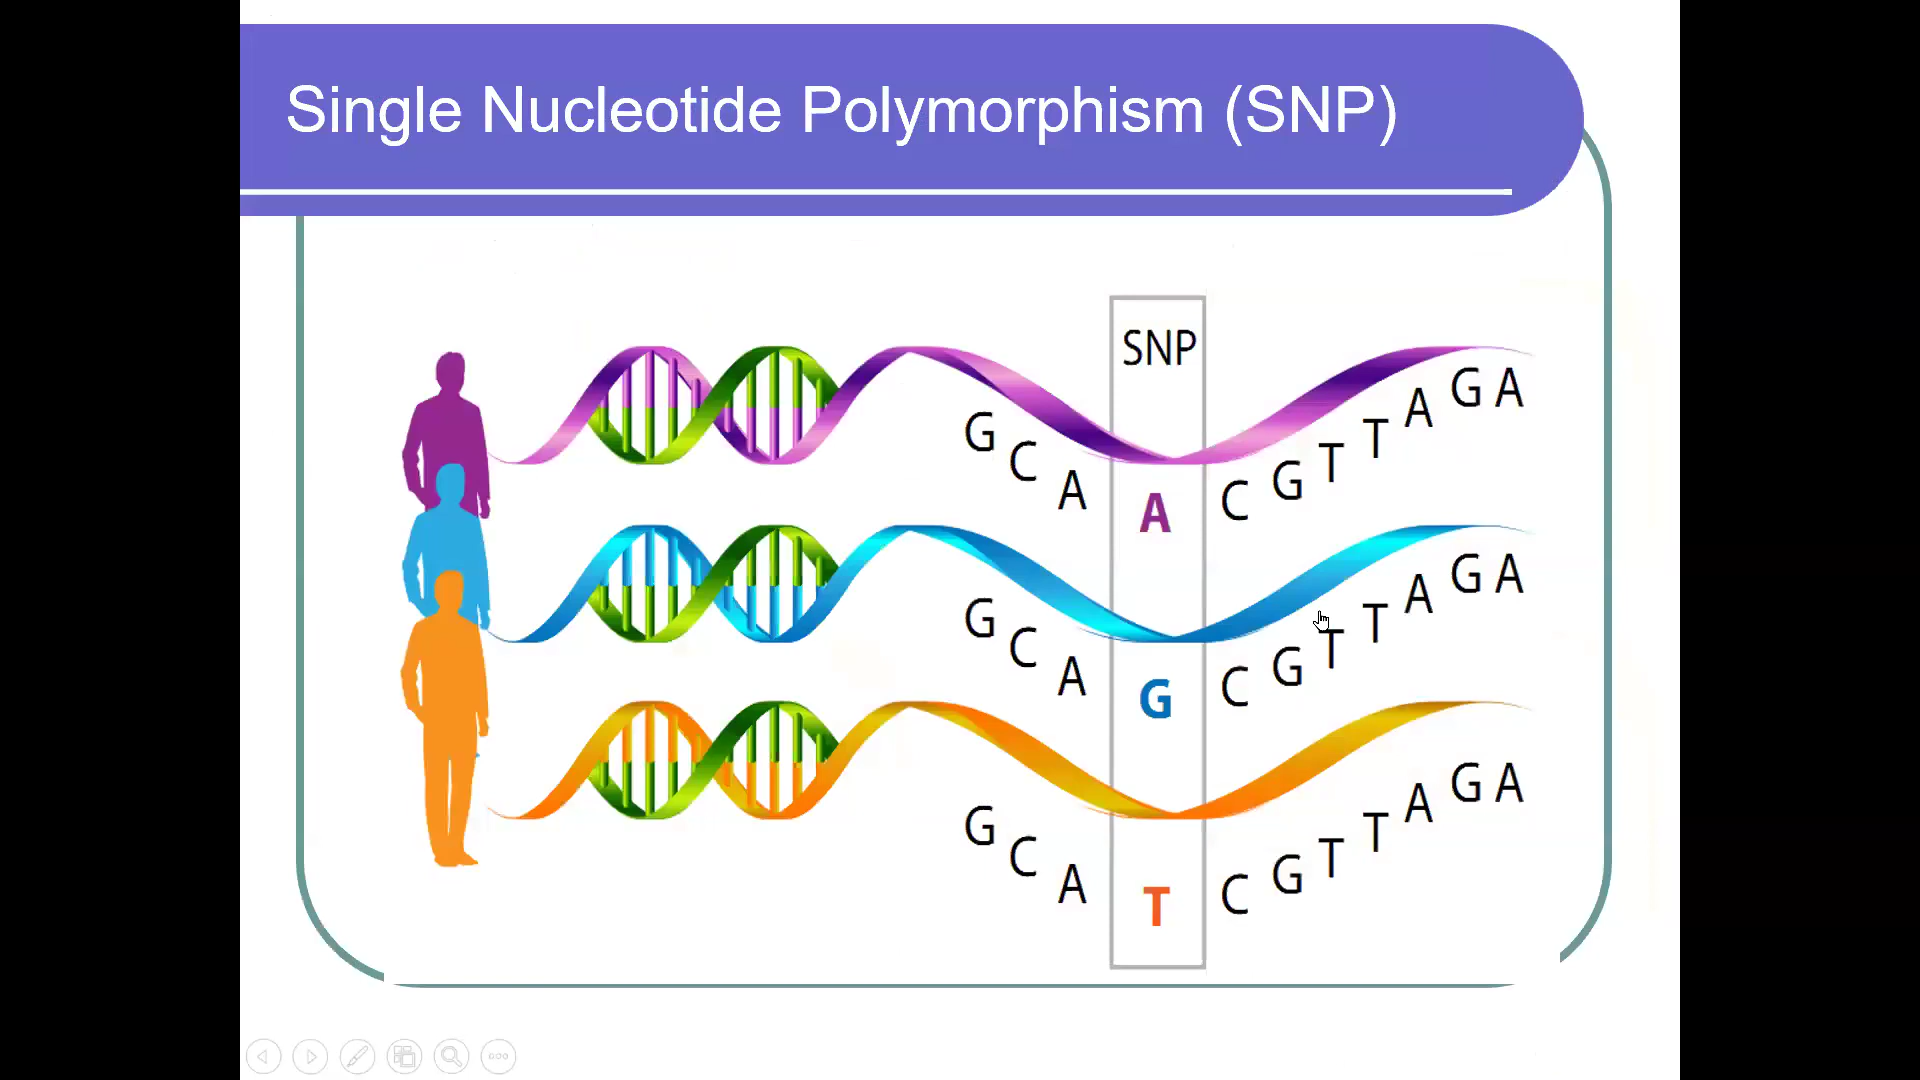 Single Nucleotide Polymorphism (SNP)
SNP
G C A A C G T T A G A
G C A G C G T T A G A
G C A T C G T T A G A